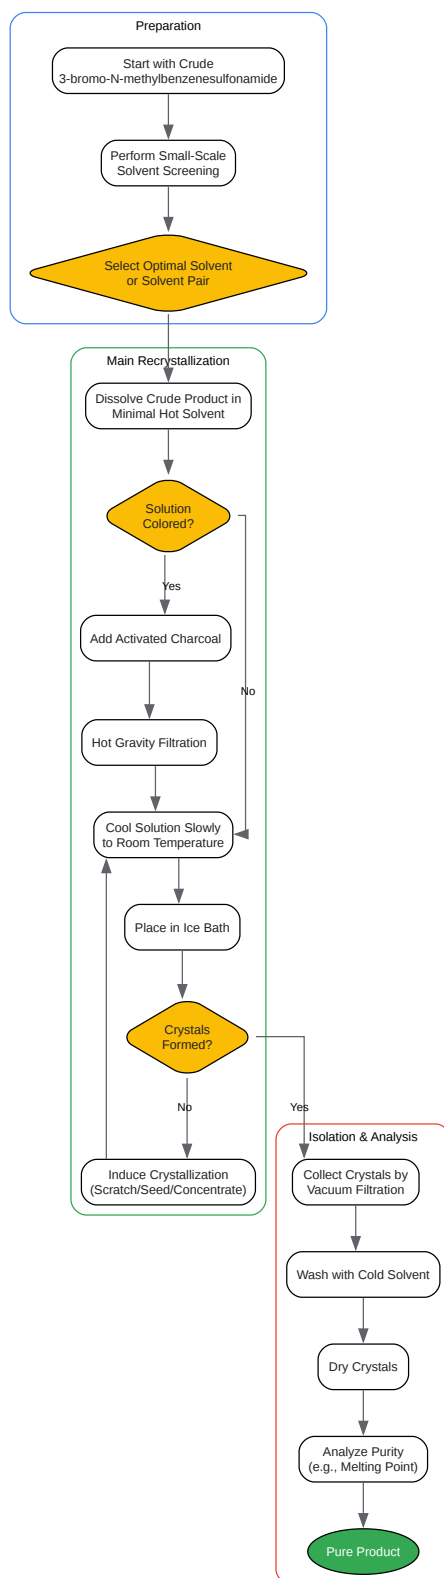 Preparation
Start with Crude
3-bromo-N-methylbenzenesulfonamide
Perform Small-Scale
Solvent Screening
Select Optimal Solvent
or Solvent Pair
Main Recrystallization
Dissolve Crude Product in
Minimal Hot Solvent
Solution
Colored?
Yes
Add Activated Charcoal
No
Hot Gravity Filtration
Cool Solution Slowly
to Room Temperature
Place in Ice Bath
Crystals
Formed?
No
Yes
Induce Crystallization
(Scratch/Seed/Concentrate)
Isolation & Analysis
Collect Crystals by
Vacuum Filtration
Wash with Cold Solvent
Dry Crystals
Analyze Purity
(e.g., Melting Point)
Pure Product